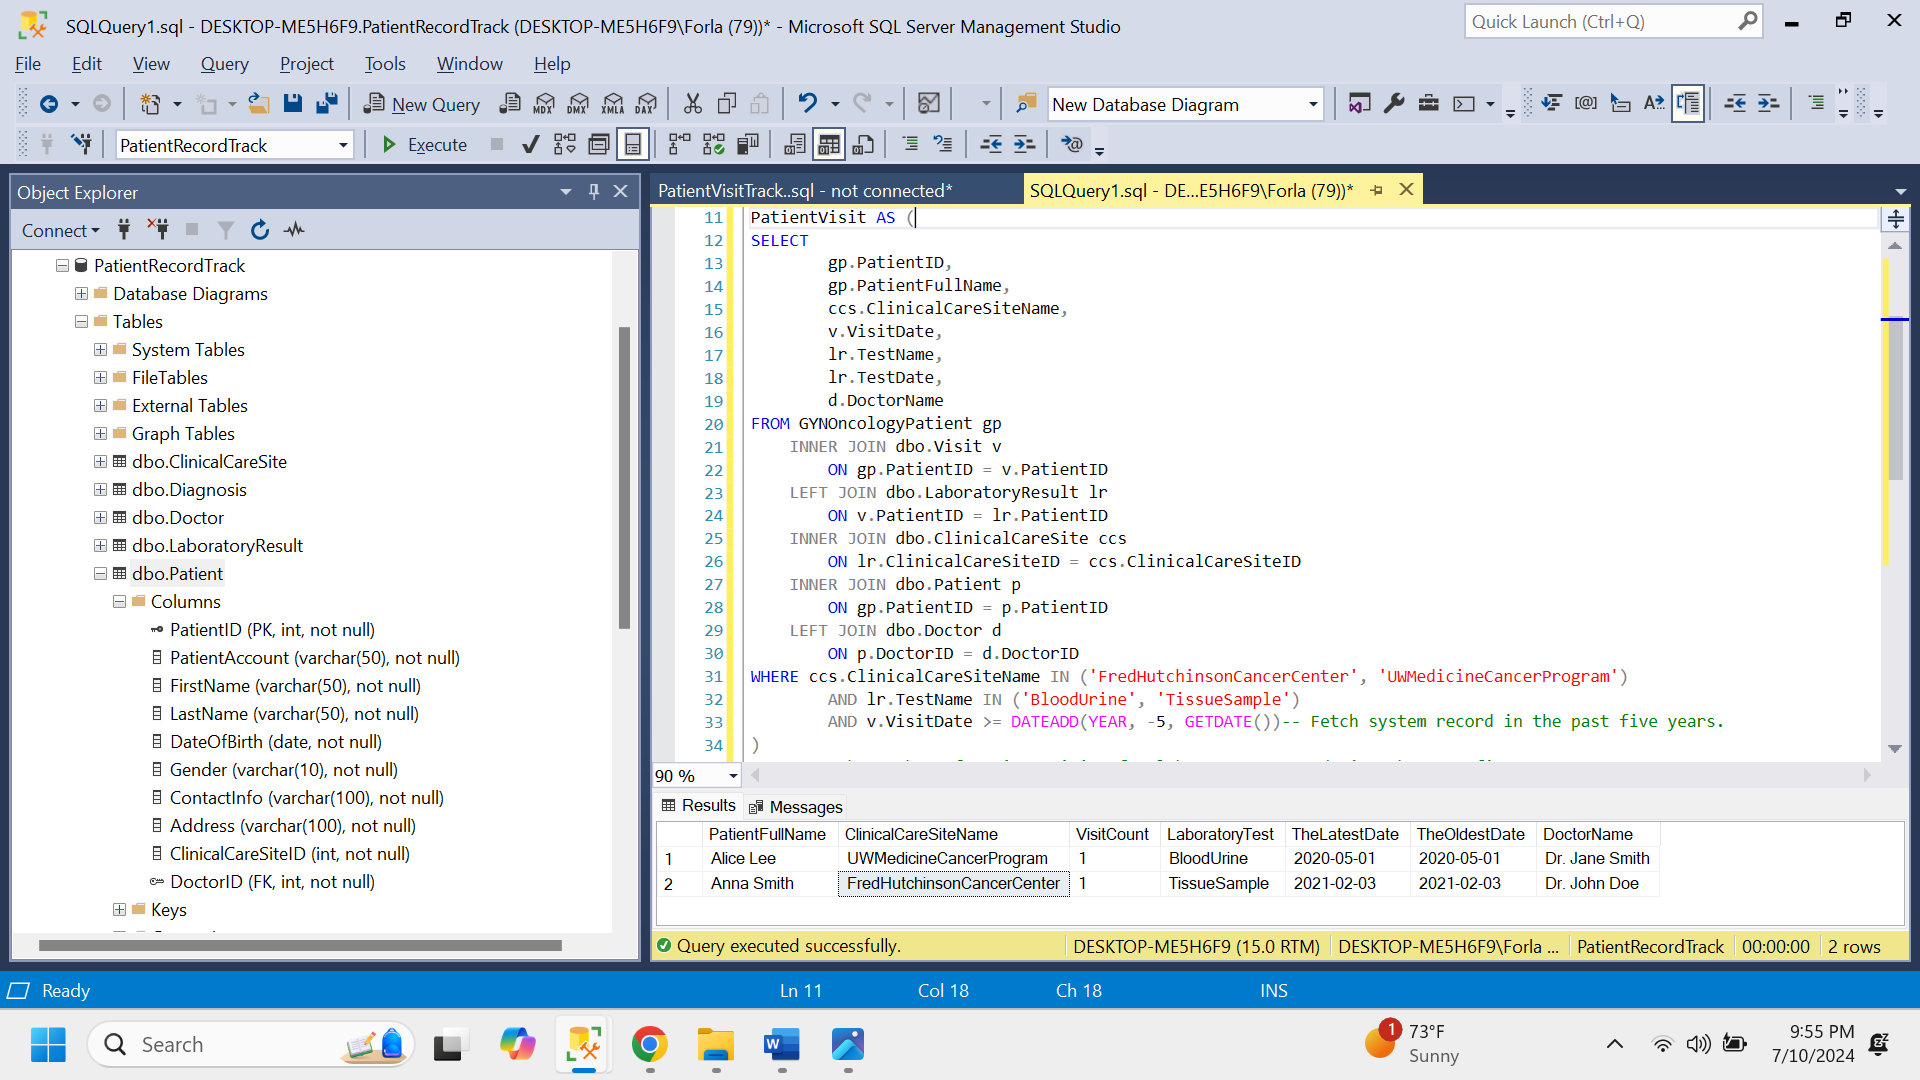 SQLQuery1.sql - DESKTOP-ME5H6F9.PatientRecordTrack (DESKTOP-ME5H6F9\Forla (79))* - Microsoft SQL Server Management Studio
Quick Launch (Ctrl+Q)
File Edit View Query Project Tools Window Help
New Query MDX DMX XMLA DAX New Database Diagram
PatientRecordTrack Execute
Object Explorer
Connect
PatientRecordTrack
Database Diagrams
Tables
System Tables
FileTables
External Tables
Graph Tables
dbo.ClinicalCareSite
dbo.Diagnosis
dbo.Doctor
dbo.LaboratoryResult
dbo.Patient
Columns
PatientID (PK, int, not null)
PatientAccount (varchar(50), not null)
FirstName (varchar(50), not null)
LastName (varchar(50), not null)
DateOfBirth (date, not null)
Gender (varchar(10), not null)
ContactInfo (varchar(100), not null)
Address (varchar(100), not null)
ClinicalCareSiteID (int, not null)
DoctorID (FK, int, not null)
Keys
PatientVisitTrack..sql - not connected*
SQLQuery1.sql - DE...E5H6F9\Forla (79))*
11 PatientVisit AS (
12 SELECT
13 gp.PatientID,
14 gp.PatientFullName,
15 ccs.ClinicalCareSiteName,
16 v.VisitDate,
17 lr.TestName,
18 lr.TestDate,
19 d.DoctorName
20 FROM GYNOncologyPatient gp
21 INNER JOIN dbo.Visit v
22 ON gp.PatientID = v.PatientID
23 LEFT JOIN dbo.LaboratoryResult lr
24 ON v.PatientID = lr.PatientID
25 INNER JOIN dbo.ClinicalCareSite ccs
26 ON lr.ClinicalCareSiteID = ccs.ClinicalCareSiteID
27 INNER JOIN dbo.Patient p
28 ON gp.PatientID = p.PatientID
29 LEFT JOIN dbo.Doctor d
30 ON p.DoctorID = d.DoctorID
31 WHERE ccs.ClinicalCareSiteName IN ('FredHutchinsonCancerCenter', 'UWMedicineCancerProgram')
32 AND lr.TestName IN ('BloodUrine', 'TissueSample')
33 AND v.VisitDate >= DATEADD(YEAR, -5, GETDATE())-- Fetch system record in the past five years.
34 )
90 %
Results Messages
PatientFullName ClinicalCareSiteName VisitCount LaboratoryTest TheLatestDate TheOldestDate DoctorName
1 Alice Lee UWMedicineCancerProgram 1 BloodUrine 2020-05-01 2020-05-01 Dr. Jane Smith
2 Anna Smith FredHutchinsonCancerCenter 1 TissueSample 2021-02-03 2021-02-03 Dr. John Doe
Query executed successfully. DESKTOP-ME5H6F9 (15.0 RTM) DESKTOP-ME5H6F9\Forla ... PatientRecordTrack 00:00:00 2 rows
Ready Ln 11 Col 18 Ch 18 INS
Search
1
73°F
Sunny
9:55 PM
7/10/2024